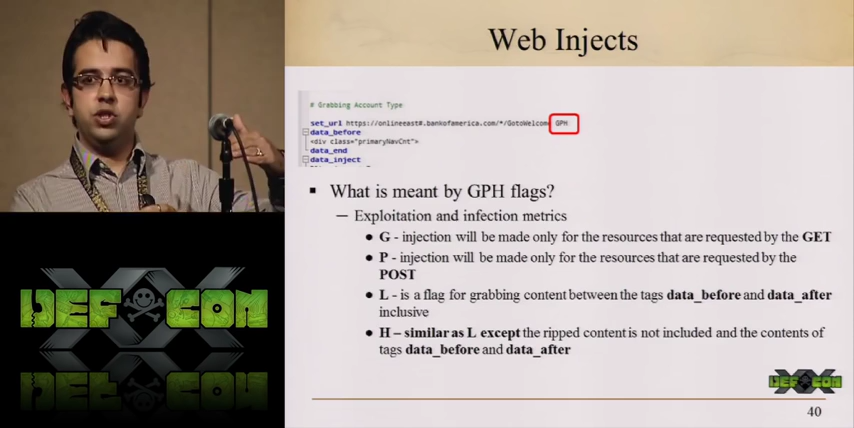 Web Injects
# Grabbing Account Type
set_url https://onlineeast#.bankofamerica.com/*/GotoWelcome GPH
data_before
<div class="primaryNavCnt">
data_end
data_inject
What is meant by GPH flags?
– Exploitation and infection metrics
• G - injection will be made only for the resources that are requested by the GET
• P - injection will be made only for the resources that are requested by the
POST
• L - is a flag for grabbing content between the tags data_before and data_after
inclusive
• H – similar as L except the ripped content is not included and the contents of
tags data_before and data_after
DEF CON
XX
DEF CON
40